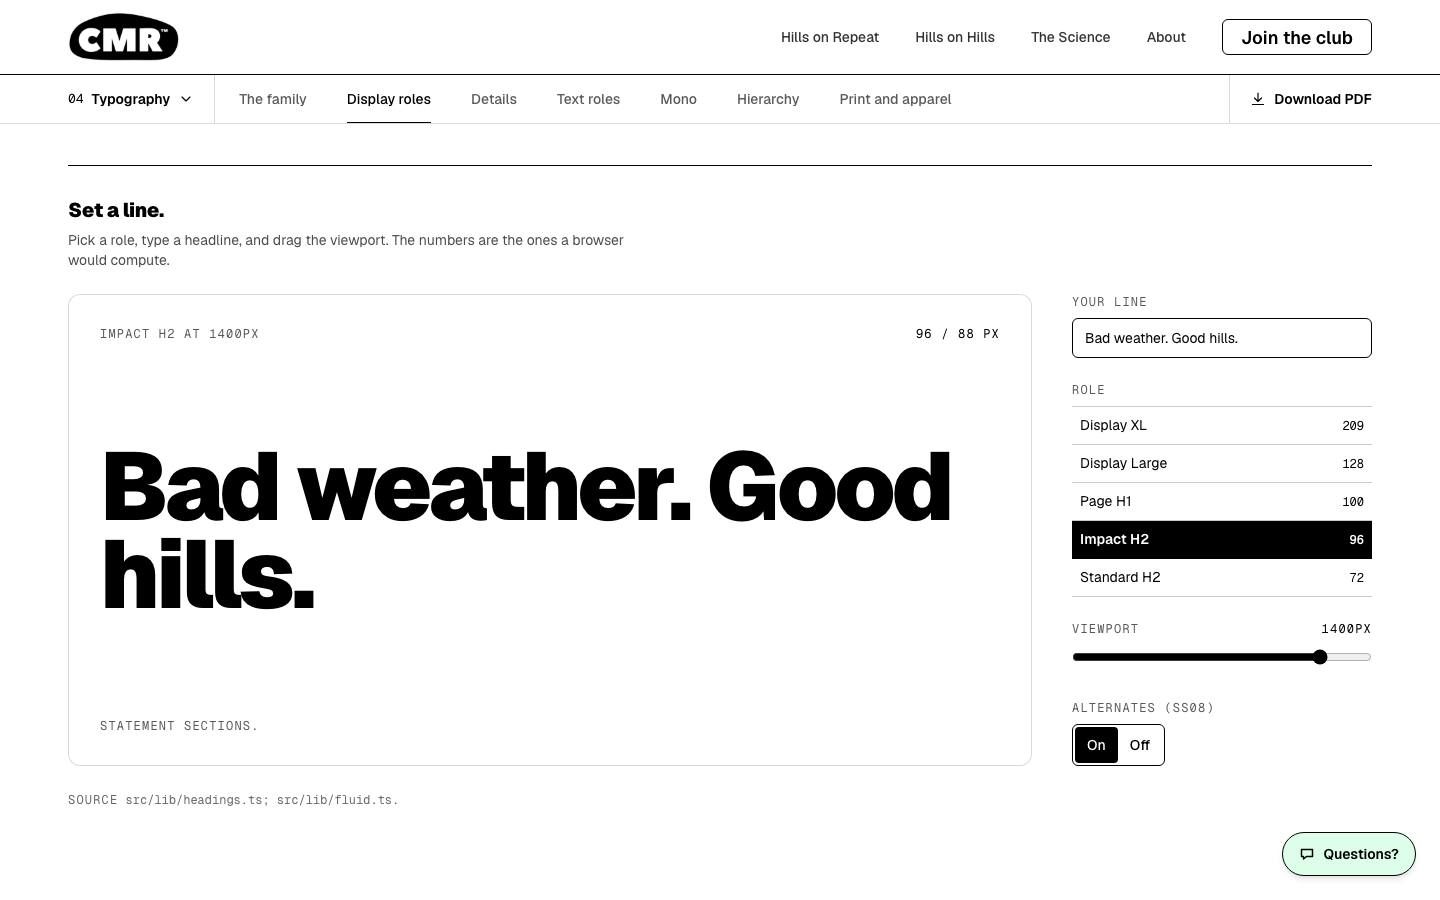 CMR™
Hills on Repeat
Hills on Hills
The Science
About
Join the club
04 Typography
The family
Display roles
Details
Text roles
Mono
Hierarchy
Print and apparel
Download PDF
Set a line.
Pick a role, type a headline, and drag the viewport. The numbers are the ones a browser
would compute.
IMPACT H2 AT 1400PX
96 / 88 PX
Bad weather. Good
hills.
STATEMENT SECTIONS.
YOUR LINE
Bad weather. Good hills.
ROLE
Display XL 209
Display Large 128
Page H1 100
Impact H2 96
Standard H2 72
VIEWPORT 1400PX
ALTERNATES (SS08)
On Off
SOURCE src/lib/headings.ts; src/lib/fluid.ts.
Questions?